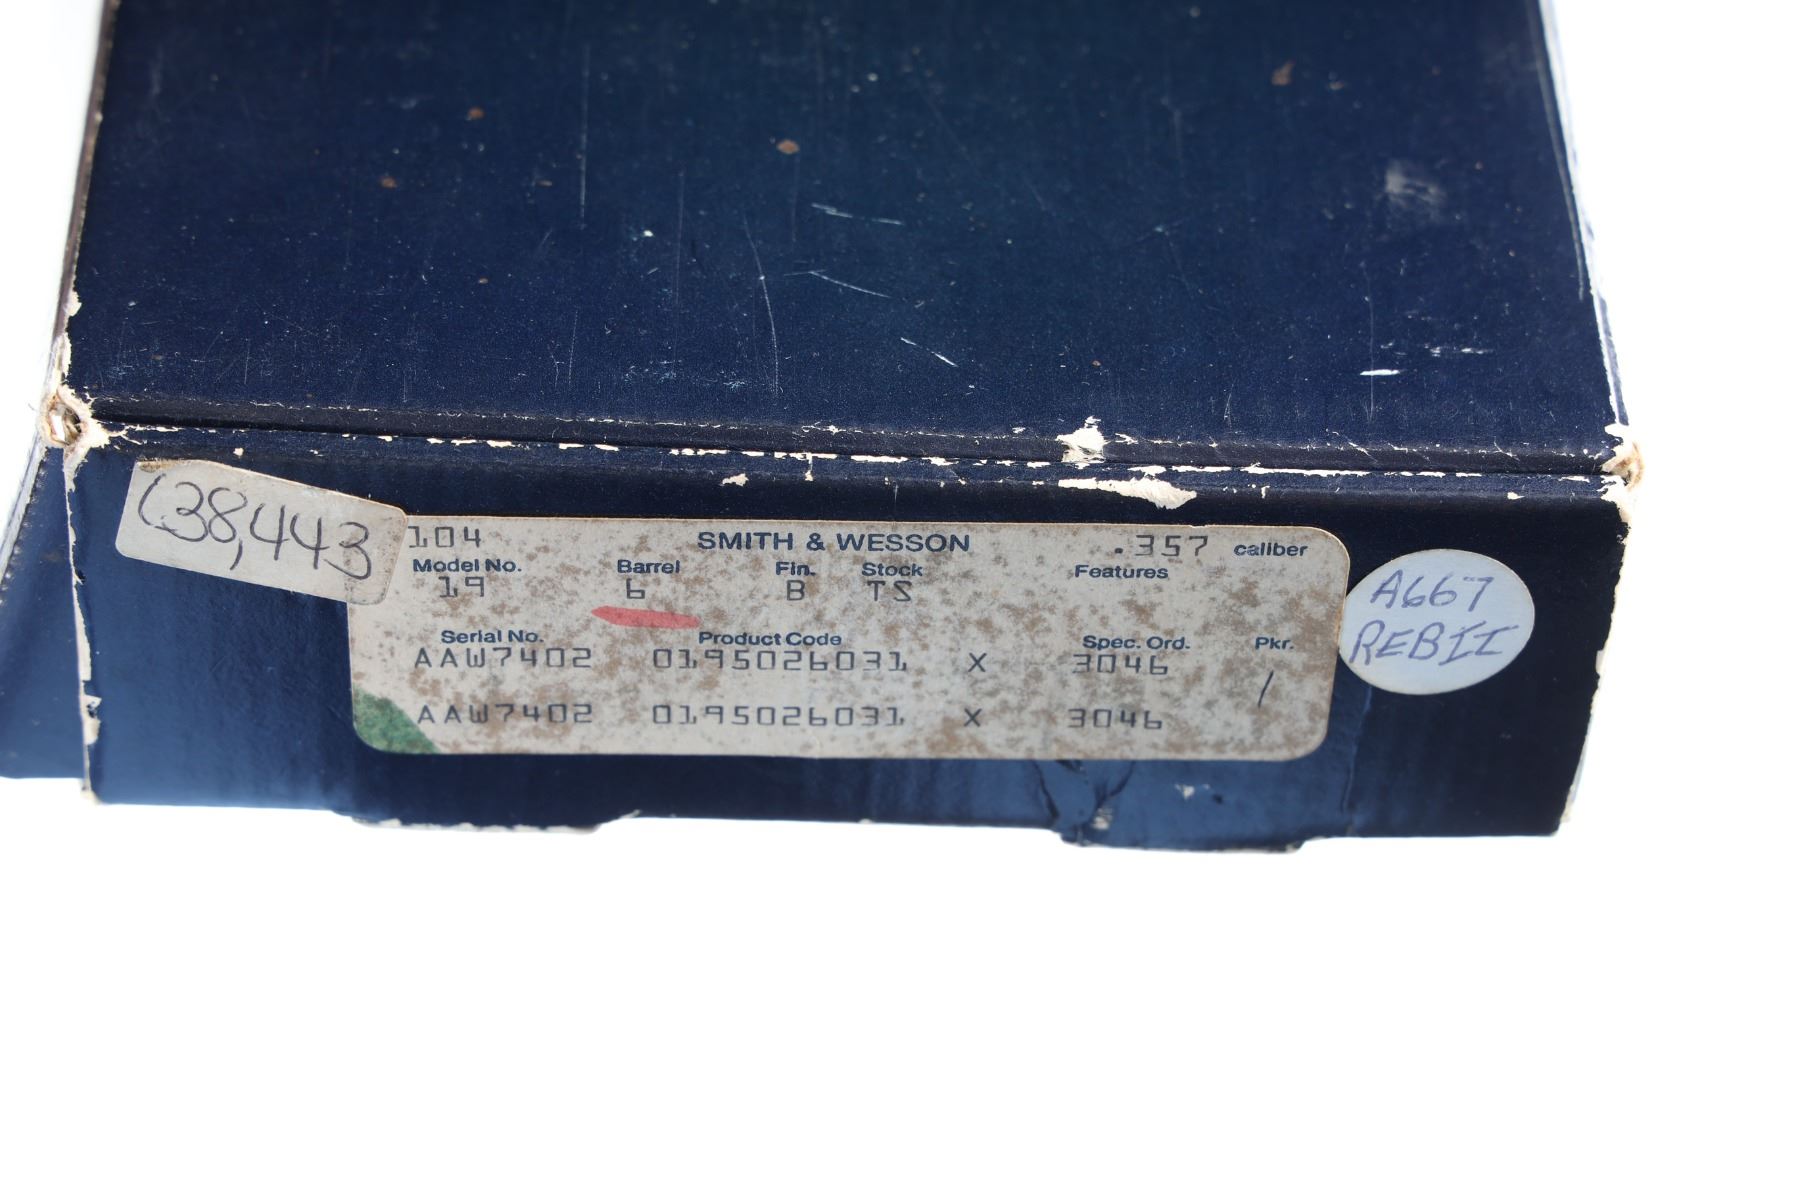 638,443
104 SMITH & WESSON .357 caliber
Model No. Barrel Fin. Stock Features
19 6 B TS
Serial No. Product Code Spec. Ord. Pkr.
AAW7402 0195026031 X 3046
1
AAW7402 0195026031 X 3046
A667
REBII